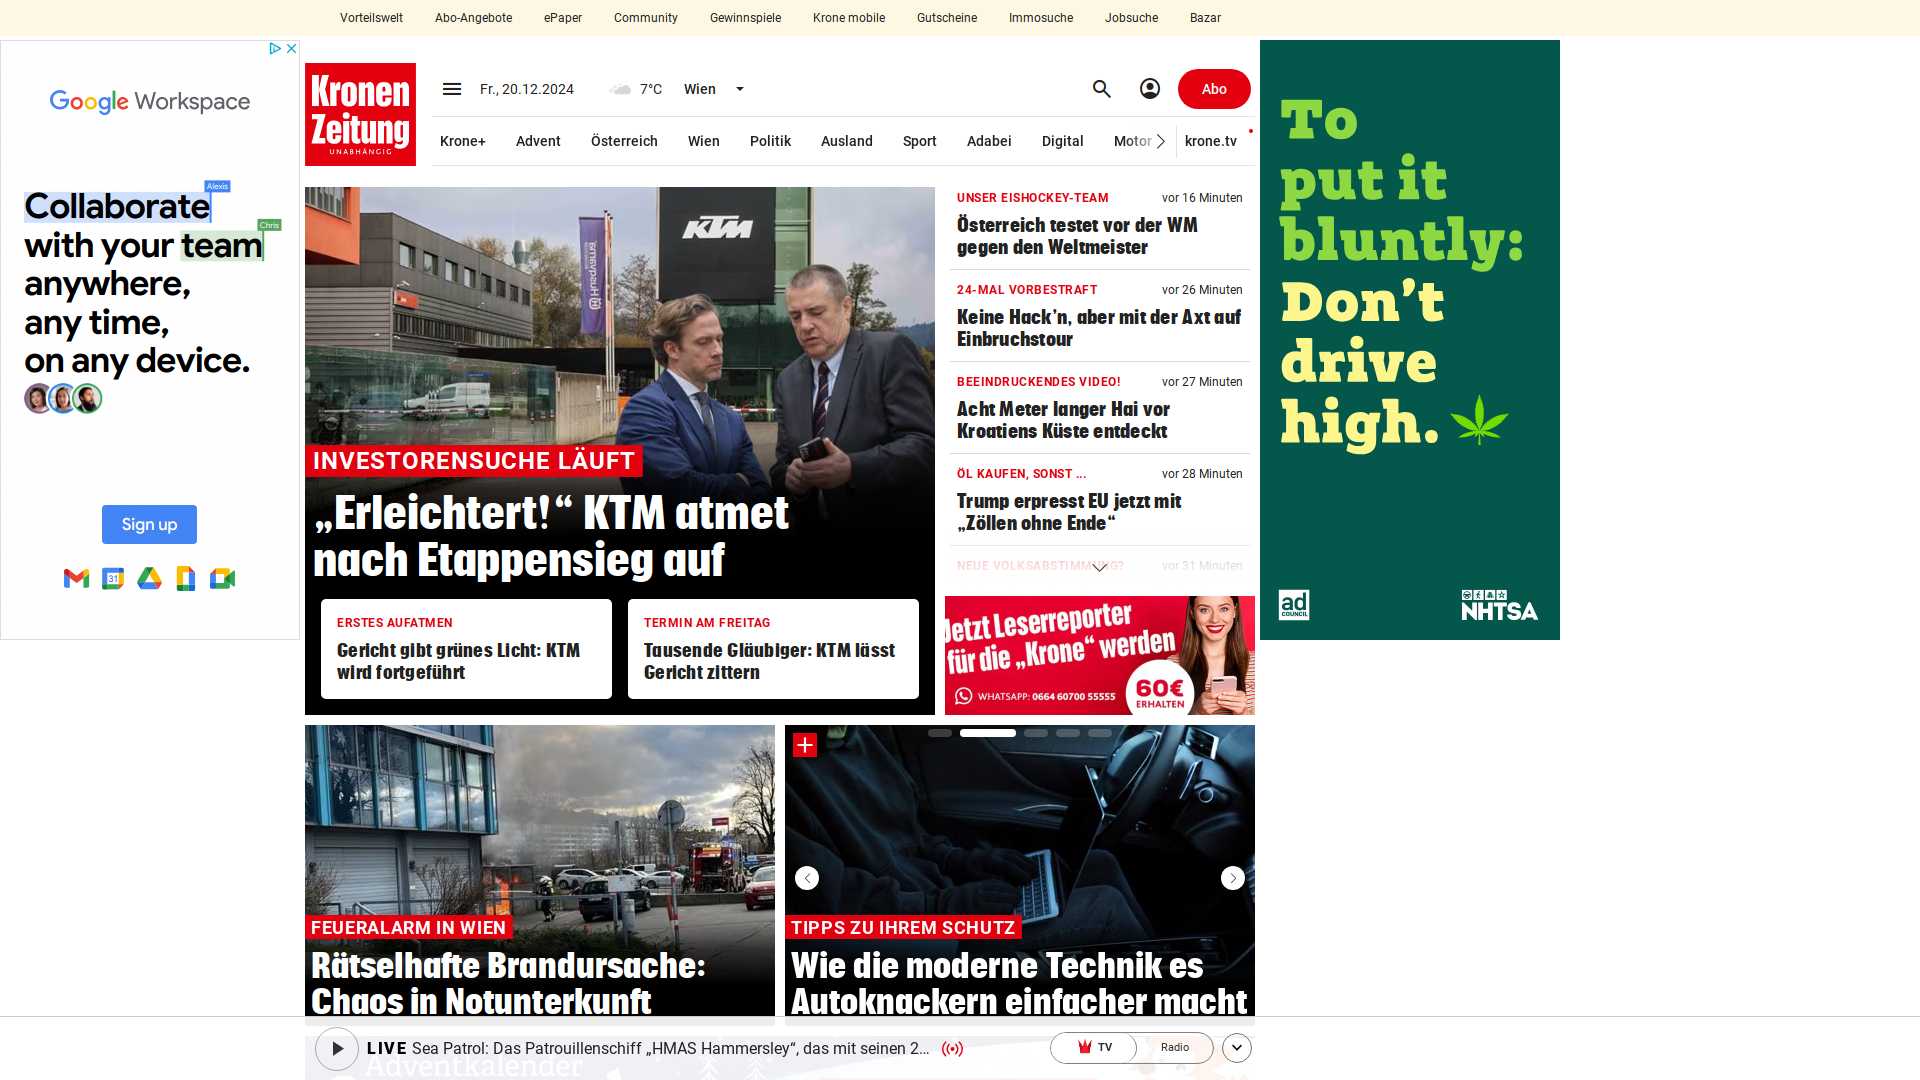 Vorteilswelt
Abo-Angebote
ePaper
Community
Gewinnspiele
Krone mobile
Gutscheine
Immosuche
Jobsuche
Bazar
Google Workspace
Alexis
Collaborate
Chris
with your team
anywhere,
any time,
on any device.
Sign up
31
Kronen
Zeitung
UNABHÄNGIG
Fr., 20.12.2024
7°C
Wien
Abo
Krone+
Advent
Österreich
Wien
Politik
Ausland
Sport
Adabei
Digital
Motor
krone.tv
KTM
Husqvarna
INVESTORENSUCHE LÄUFT
„Erleichtert!“ KTM atmet
nach Etappensieg auf
ERSTES AUFATMEN
Gericht gibt grünes Licht: KTM
wird fortgeführt
TERMIN AM FREITAG
Tausende Gläubiger: KTM lässt
Gericht zittern
UNSER EISHOCKEY-TEAM
vor 16 Minuten
Österreich testet vor der WM
gegen den Weltmeister
24-MAL VORBESTRAFT
vor 26 Minuten
Keine Hack’n, aber mit der Axt auf
Einbruchstour
BEEINDRUCKENDES VIDEO!
vor 27 Minuten
Acht Meter langer Hai vor
Kroatiens Küste entdeckt
ÖL KAUFEN, SONST ...
vor 28 Minuten
Trump erpresst EU jetzt mit
„Zöllen ohne Ende“
NEUE VOLKSABSTIMMUNG?
vor 31 Minuten
Jetzt Leserreporter
für die „Krone“ werden
WHATSAPP: 0664 60700 55555
60€
ERHALTEN
To
put it
bluntly:
Don’t
drive
high.
ad
COUNCIL
NHTSA
FEUERALARM IN WIEN
Rätselhafte Brandursache:
Chaos in Notunterkunft
TIPPS ZU IHREM SCHUTZ
Wie die moderne Technik es
Autoknackern einfacher macht
LIVE Sea Patrol: Das Patrouillenschiff „HMAS Hammersley“, das mit seinen 2...
TV
Radio
Adventkalender